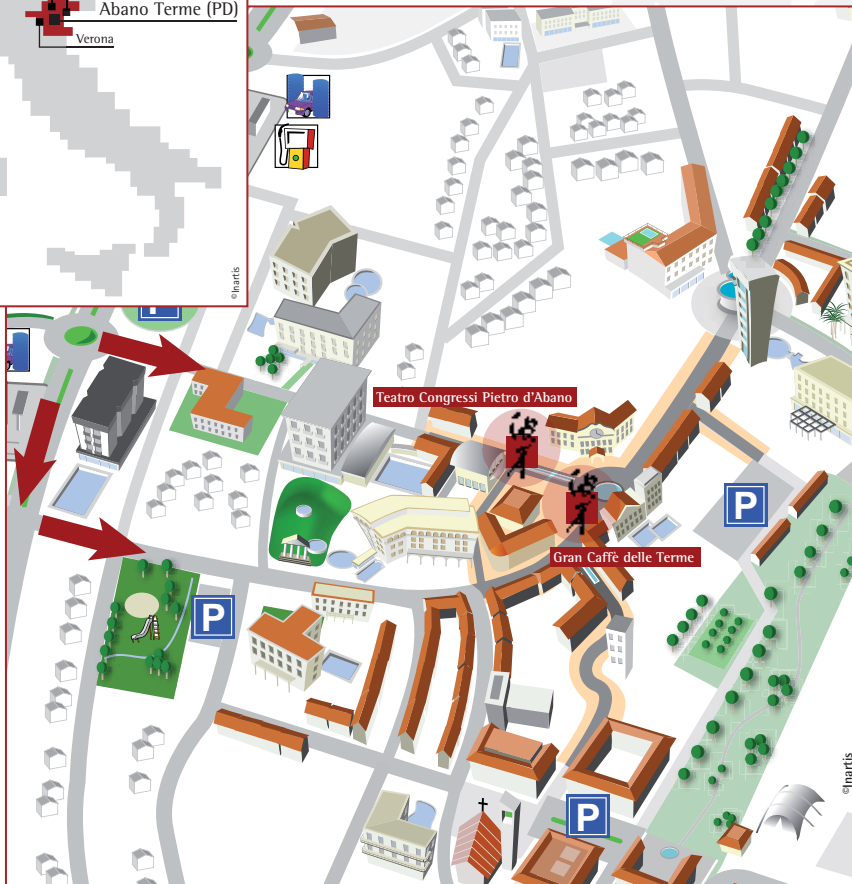 Abano Terme (PD)
Verona
©Inartis
P
Teatro Congressi Pietro d'Abano
P
Gran Caffè delle Terme
P
©Inartis
P